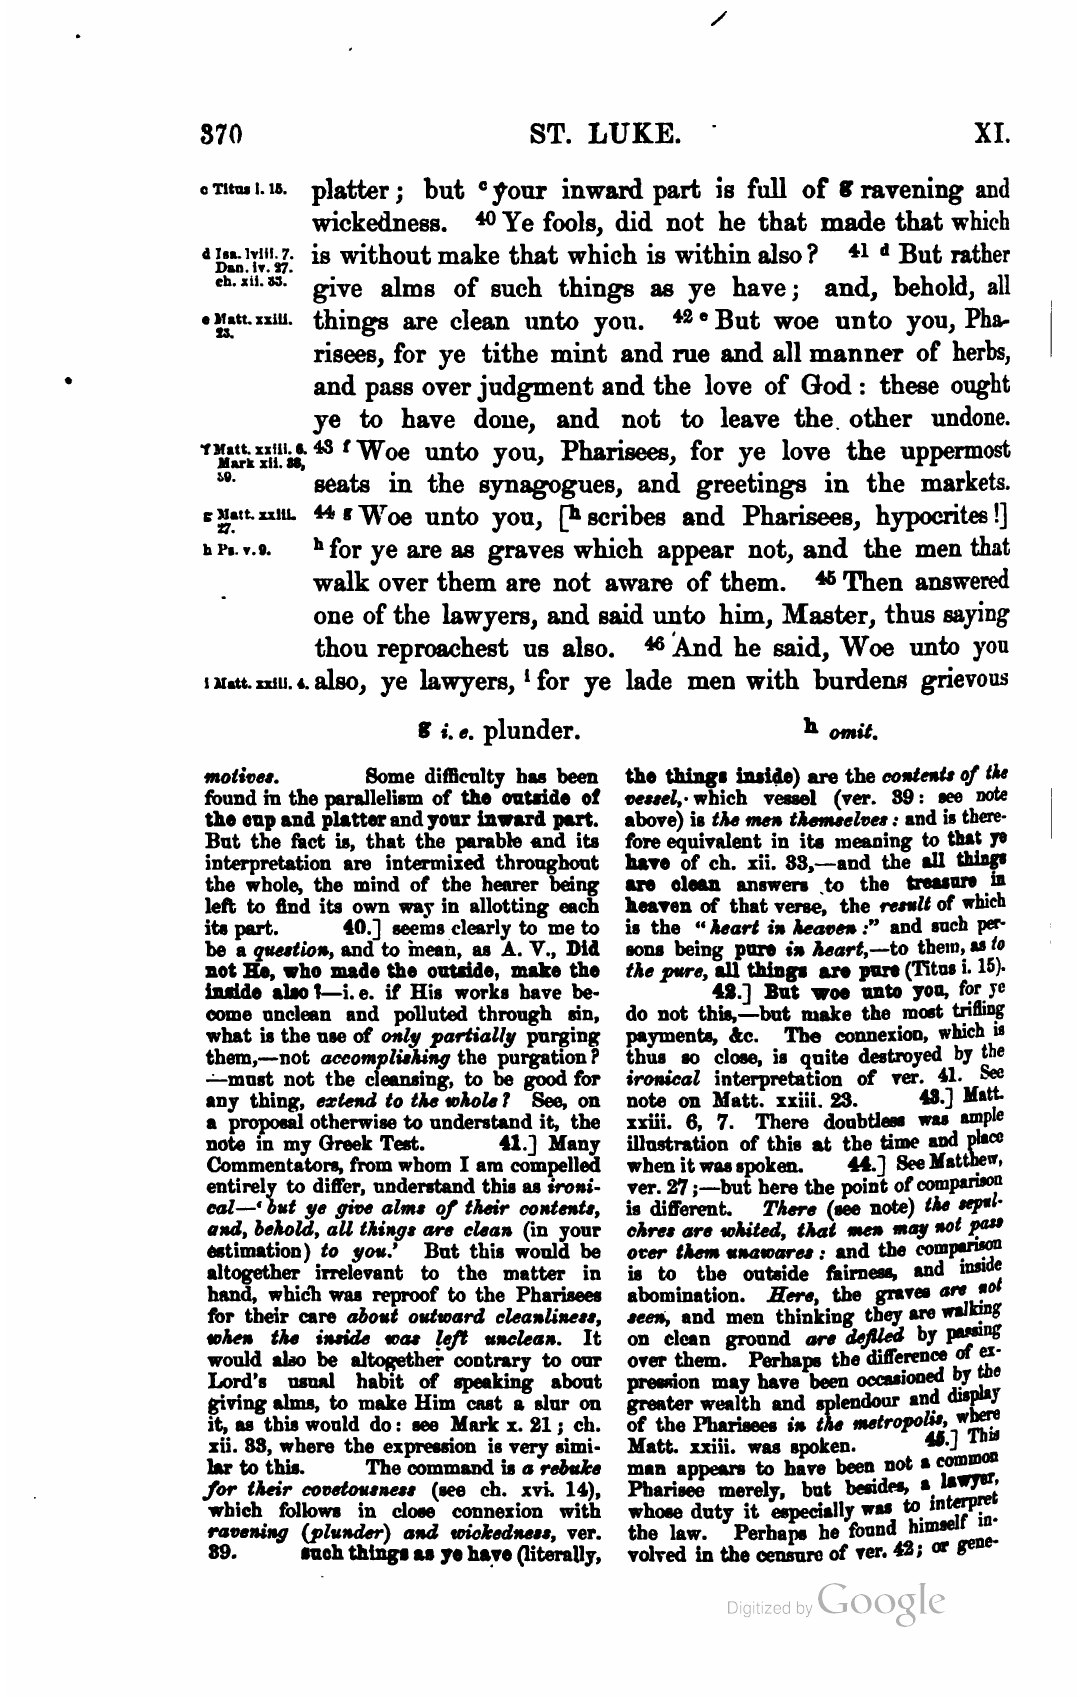 370 ST. LUKE. XI.
c Titus i. 15. platter; but c your inward part is full of g ravening and
wickedness. 40 Ye fools, did not he that made that which
d Isa. lviii. 7. is without make that which is within also? 41 d But rather
Dan. iv. 27.
ch. xii. 33. give alms of such things as ye have; and, behold, all
e Matt. xxiii. things are clean unto you. 42 e But woe unto you, Pha-
23.
risees, for ye tithe mint and rue and all manner of herbs,
and pass over judgment and the love of God: these ought
ye to have done, and not to leave the other undone.
f Matt. xxiii. 6. 43 f Woe unto you, Pharisees, for ye love the uppermost
Mark xii. 38,
39. seats in the synagogues, and greetings in the markets.
g Matt. xxiii. 44 g Woe unto you, [h scribes and Pharisees, hypocrites!]
27.
h Ps. v. 9. h for ye are as graves which appear not, and the men that
walk over them are not aware of them. 45 Then answered
one of the lawyers, and said unto him, Master, thus saying
thou reproachest us also. 46 And he said, Woe unto you
i Matt. xxiii. 4. also, ye lawyers, i for ye lade men with burdens grievous
g i. e. plunder. h omit.
motives. Some difficulty has been
found in the parallelism of the outside of
the cup and platter and your inward part.
But the fact is, that the parable and its
interpretation are intermixed throughout
the whole, the mind of the hearer being
left to find its own way in allotting each
its part. 40.] seems clearly to me to
be a question, and to mean, as A. V., Did
not He, who made the outside, make the
inside also?—i. e. if His works have be-
come unclean and polluted through sin,
what is the use of only partially purging
them,—not accomplishing the purgation?
—must not the cleansing, to be good for
any thing, extend to the whole? See, on
a proposal otherwise to understand it, the
note in my Greek Test. 41.] Many
Commentators, from whom I am compelled
entirely to differ, understand this as ironi-
cal—'but ye give alms of their contents,
and, behold, all things are clean (in your
estimation) to you.' But this would be
altogether irrelevant to the matter in
hand, which was reproof to the Pharisees
for their care about outward cleanliness,
when the inside was left unclean. It
would also be altogether contrary to our
Lord's usual habit of speaking about
giving alms, to make Him cast a slur on
it, as this would do: see Mark x. 21; ch.
xii. 33, where the expression is very simi-
lar to this. The command is a rebuke
for their covetousness (see ch. xvi. 14),
which follows in close connexion with
ravening (plunder) and wickedness, ver.
39. such things as ye have (literally,
the things inside) are the contents of the
vessel, which vessel (ver. 39: see note
above) is the men themselves: and is there-
fore equivalent in its meaning to that ye
have of ch. xii. 33,—and the all things
are clean answers to the treasure in
heaven of that verse, the result of which
is the "heart in heaven:" and such per-
sons being pure in heart,—to them, as to
the pure, all things are pure (Titus i. 15).
42.] But woe unto you, for ye
do not this,—but make the most trifling
payments, &c. The connexion, which is
thus so close, is quite destroyed by the
ironical interpretation of ver. 41. See
note on Matt. xxiii. 23. 43.] Matt.
xxiii. 6, 7. There doubtless was ample
illustration of this at the time and place
when it was spoken. 44.] See Matthew,
ver. 27;—but here the point of comparison
is different. There (see note) the sepul-
chres are whited, that men may not pass
over them unawares: and the comparison
is to the outside fairness, and inside
abomination. Here, the graves are not
seen, and men thinking they are walking
on clean ground are defiled by passing
over them. Perhaps the difference of ex-
pression may have been occasioned by the
greater wealth and splendour and display
of the Pharisees in the metropolis, where
Matt. xxiii. was spoken. 45.] This
man appears to have been not a common
Pharisee merely, but besides, a lawyer,
whose duty it especially was to interpret
the law. Perhaps he found himself in-
volved in the censure of ver. 42; or gene-
Digitized by Google